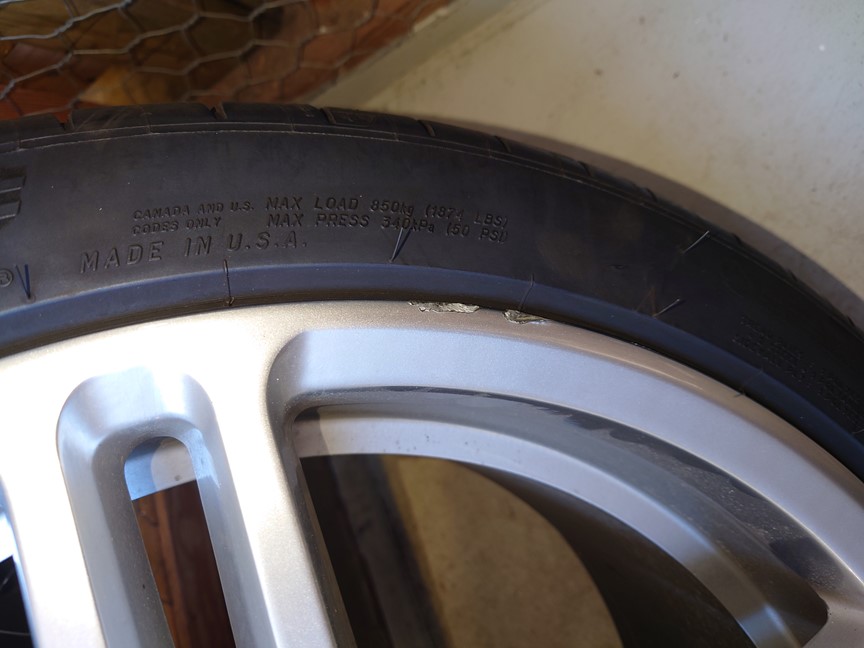 CANADA AND U.S. MAX LOAD 850kg (1874 LBS)
CODES ONLY MAX PRESS 340kPa (50 PSI)
MADE IN U.S.A.
®